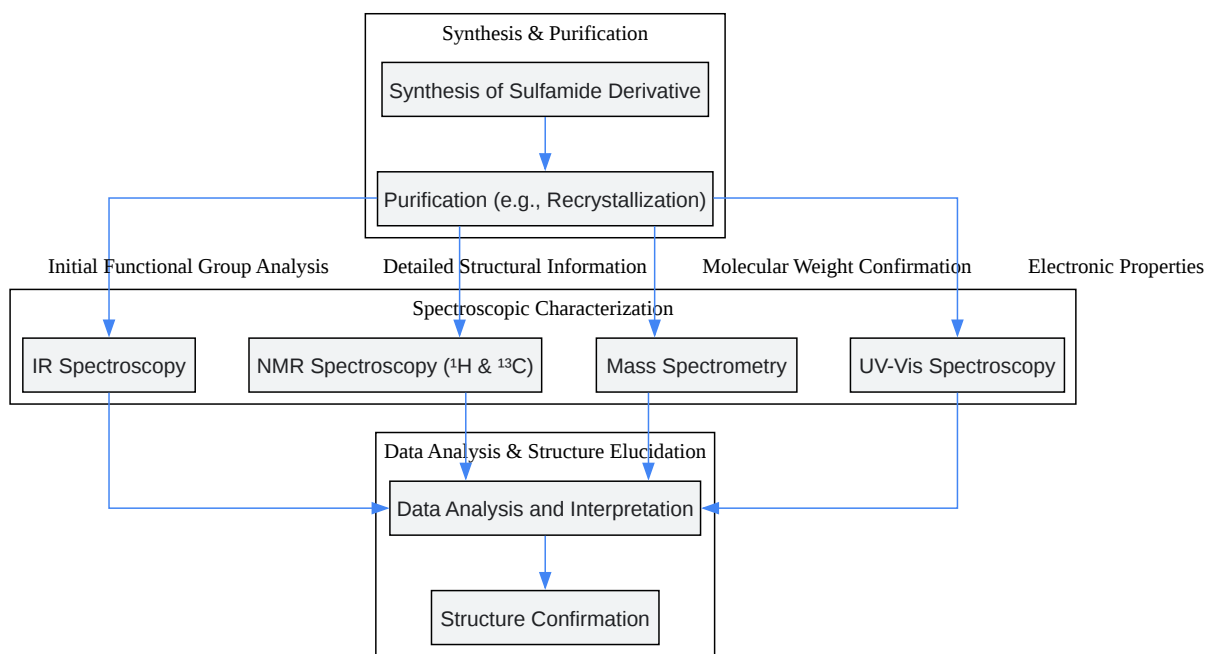 Synthesis & Purification
Synthesis of Sulfamide Derivative
Purification (e.g., Recrystallization)
Initial Functional Group Analysis
Detailed Structural Information
Molecular Weight Confirmation
Electronic Properties
Spectroscopic Characterization
IR Spectroscopy
NMR Spectroscopy (¹H & ¹³C)
Mass Spectrometry
UV-Vis Spectroscopy
Data Analysis & Structure Elucidation
Data Analysis and Interpretation
Structure Confirmation